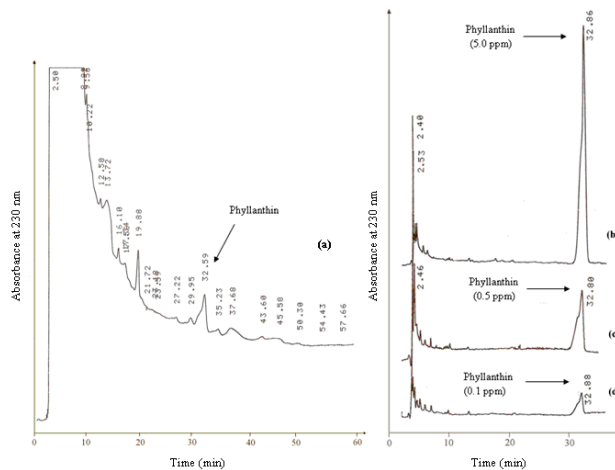 2.50
10.22
12.58
13.72
16.10
19.88
21.72
27.22
29.95
32.59
35.23
37.68
43.60
45.58
50.30
54.43
57.66
Phyllanthin
(a)
Absorbance at 230 nm
0
10
20
30
40
50
60
Time (min)
Phyllanthin
(5.0 ppm)
32.86
2.40
2.53
(b
2.46
Phyllanthin
(0.5 ppm)
32.80
(c
Phyllanthin
(0.1 ppm)
32.88
(d
Absorbance at 230 nm
0
10
20
30
Time (min)